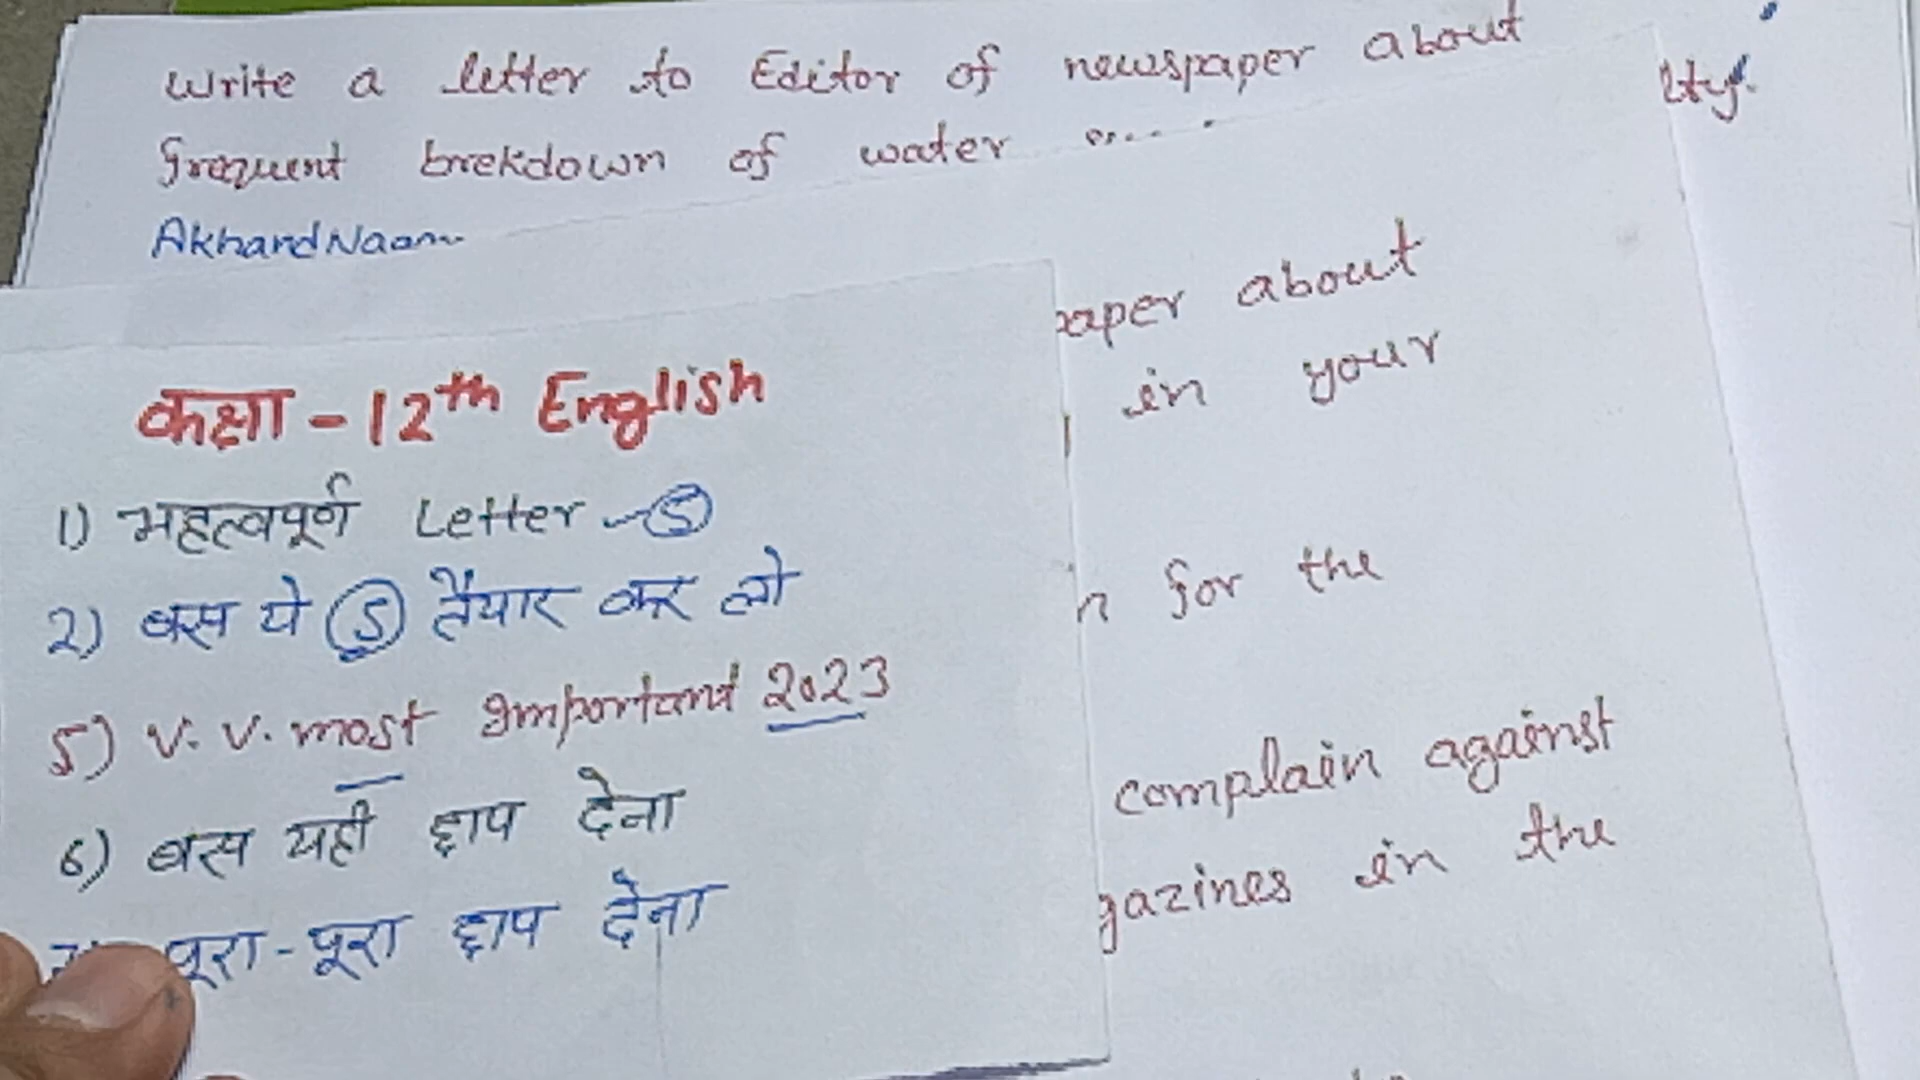 Write a letter to Editor of newspaper about
frequent brekdown of water
ity.
AkhandNaam
paper about
in your
कक्षा - 12th English
1) महत्वपूर्ण Letter - 5
2) बस ये 5 तैयार कर लो
n for the
5) V. V. most Important 2023
complain against
6) बस यही छाप देना
gazines in the
पूरा - पूरा छाप देना